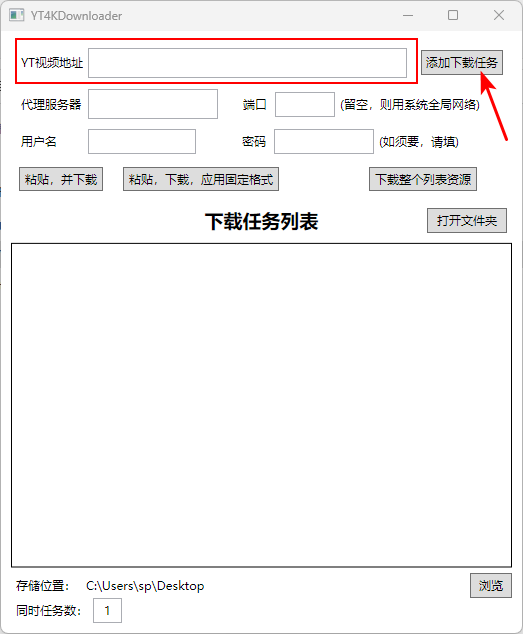 YT4KDownloader
YT视频地址 添加下载任务
代理服务器 端口 (留空，则用系统全局网络)
用户名 密码 (如须要，请填)
粘贴，并下载 粘贴，下载，应用固定格式 下载整个列表资源
下载任务列表 打开文件夹
存储位置： C:\Users\sp\Desktop 浏览
同时任务数： 1